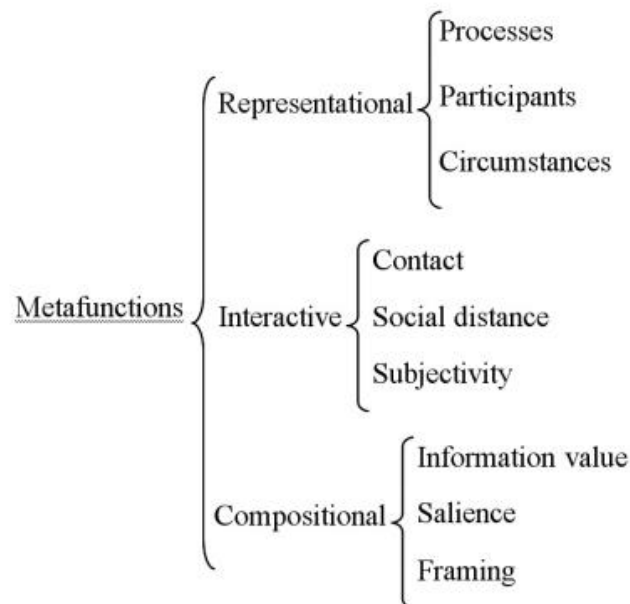 Processes
Representational
Participants
Circumstances
Contact
Metafunctions
Interactive
Social distance
Subjectivity
Information value
Compositional
Salience
Framing